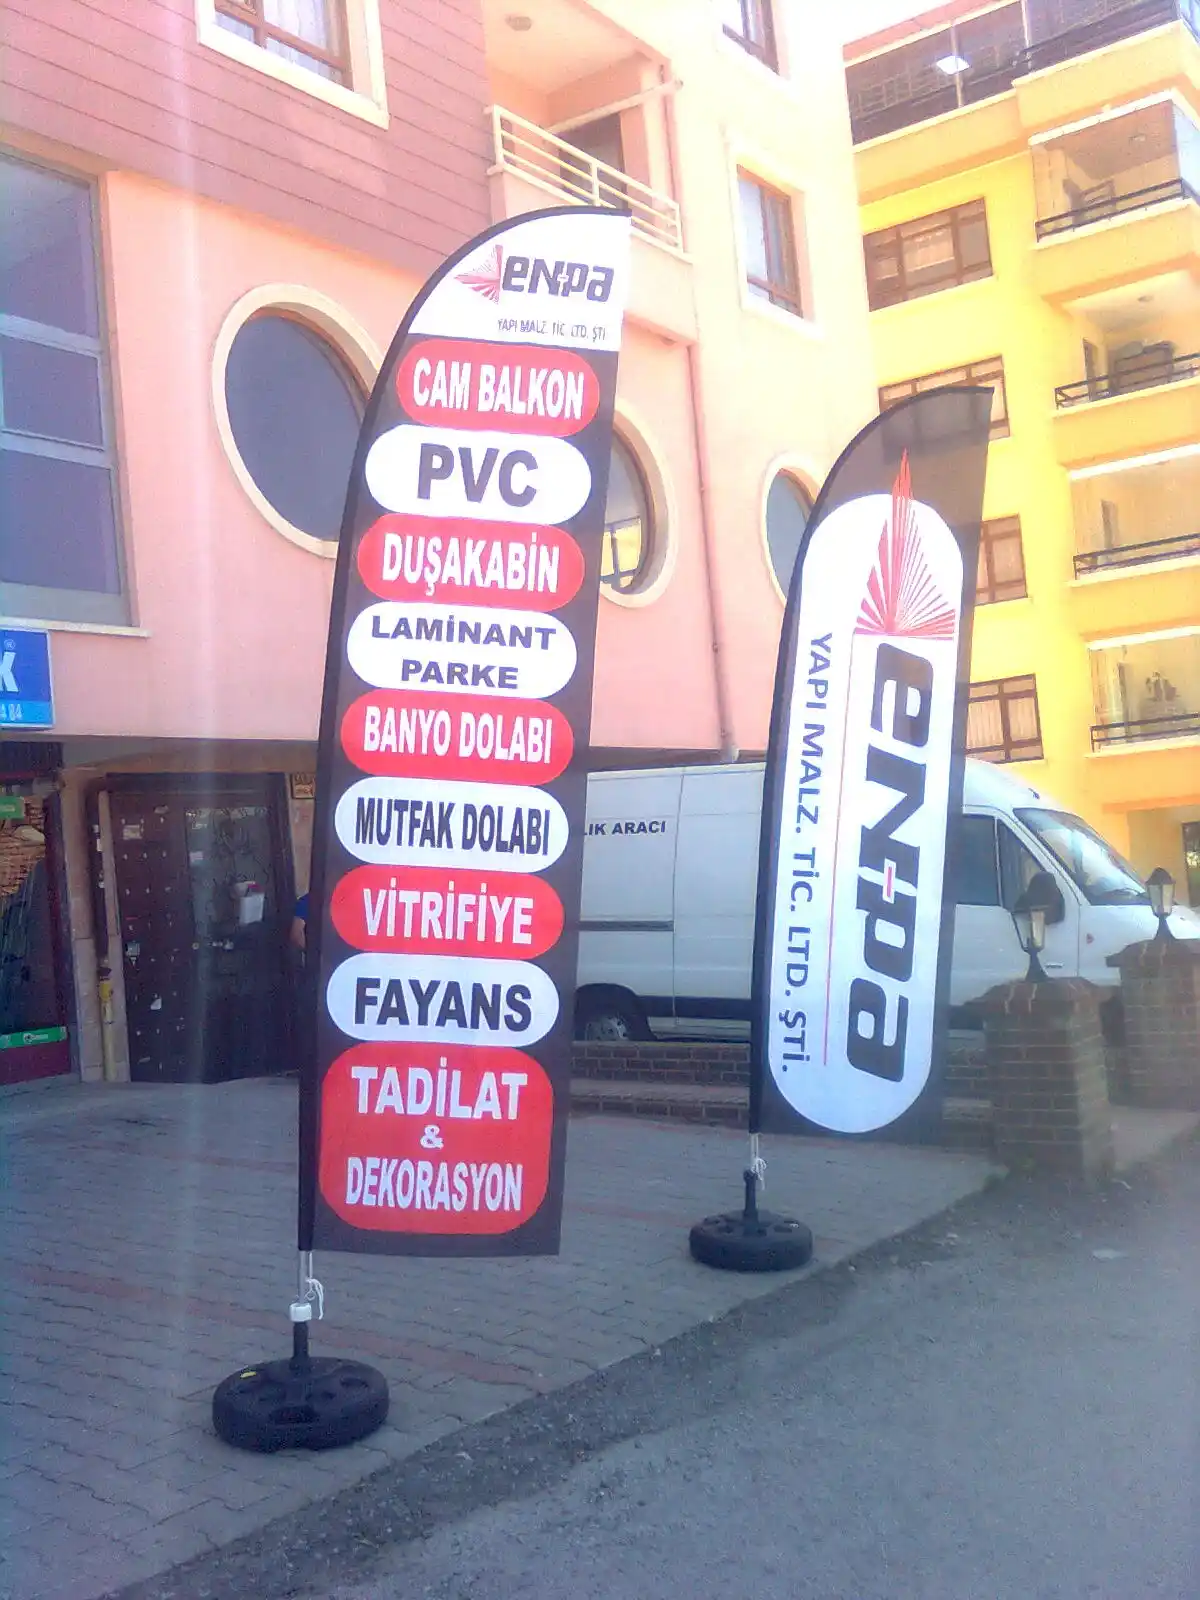 enpa
YAPI MALZ. TİC. LTD. ŞTİ
CAM BALKON
PVC
DUŞAKABİN
LAMİNANT
PARKE
BANYO DOLABI
MUTFAK DOLABI
VİTRİFİYE
FAYANS
TADİLAT
&
DEKORASYON
enpa
YAPI MALZ. TİC. LTD. ŞTİ.
ARACI
K
84